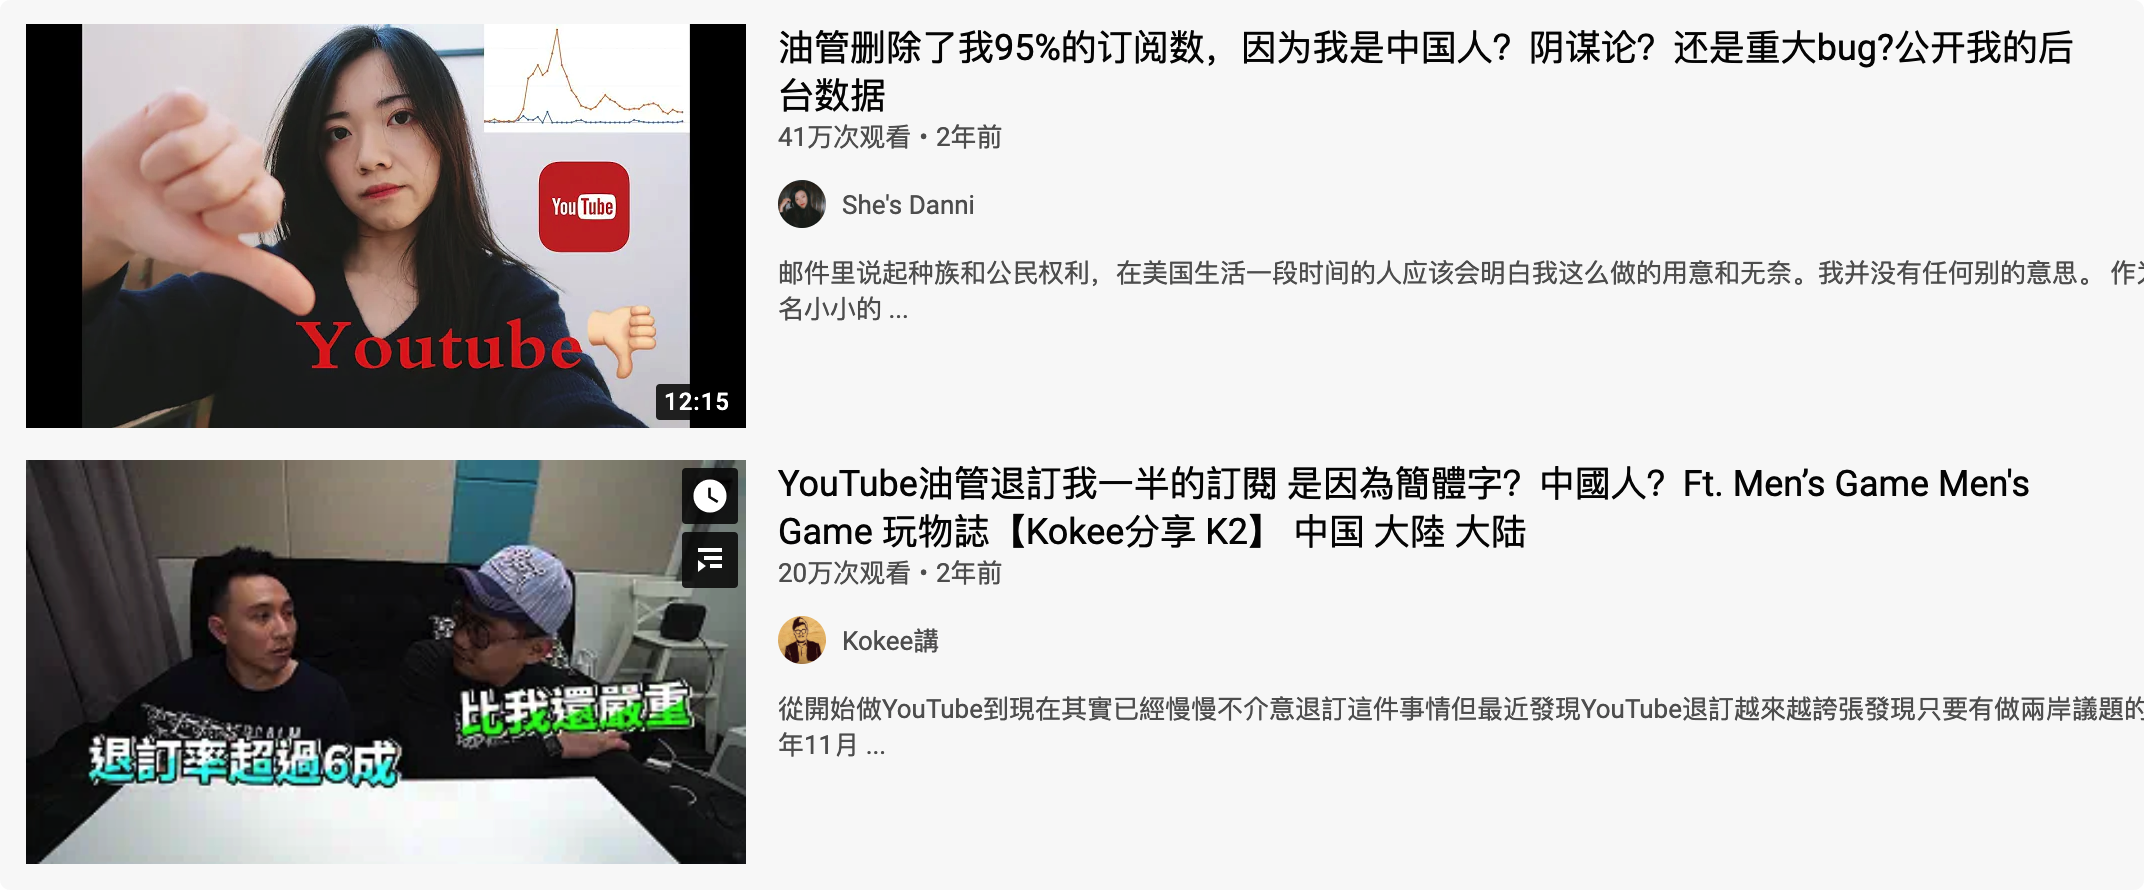 油管删除了我95%的订阅数，因为我是中国人？阴谋论？还是重大bug?公开我的后
台数据
41万次观看•2年前
She's Danni
邮件里说起种族和公民权利，在美国生活一段时间的人应该会明白我这么做的用意和无奈。我并没有任何别的意思。 作为
名小小的 ...
YouTube
Youtube
12:15
YouTube油管退訂我一半的訂閱 是因為簡體字？中國人？Ft. Men’s Game Men's
Game 玩物誌【Kokee分享 K2】 中国 大陸 大陆
20万次观看•2年前
Kokee講
從開始做YouTube到現在其實已經慢慢不介意退訂這件事情但最近發現YouTube退訂越來越誇張發現只要有做兩岸議題的
年11月 ...
比我還嚴重
退訂率超過6成